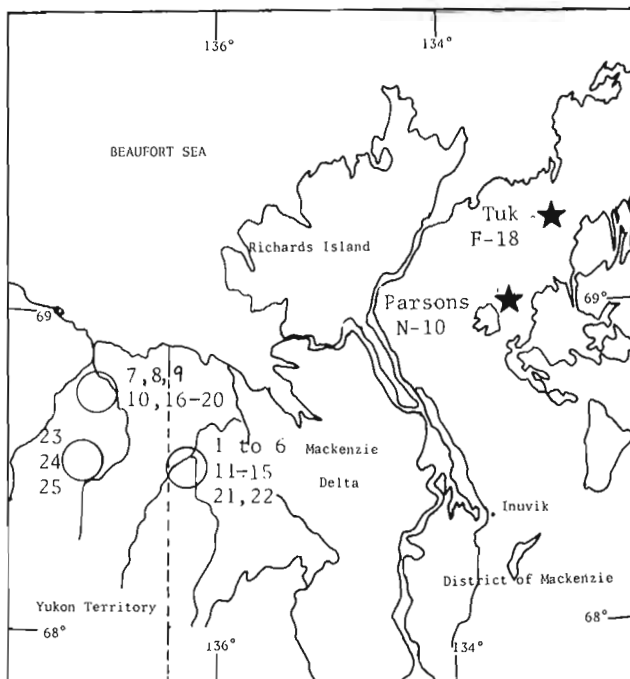 136°
134°
BEAUFORT SEA
Tuk
F-18
Richards Island
69
Parsons
N-10
69°
7,8,9
10,16-20
23
24
25
1 to 6
11-15
21,22
Mackenzie
Delta
Inuvik
District of Mackenzie
Yukon Territory
68°
136°
134°
68°